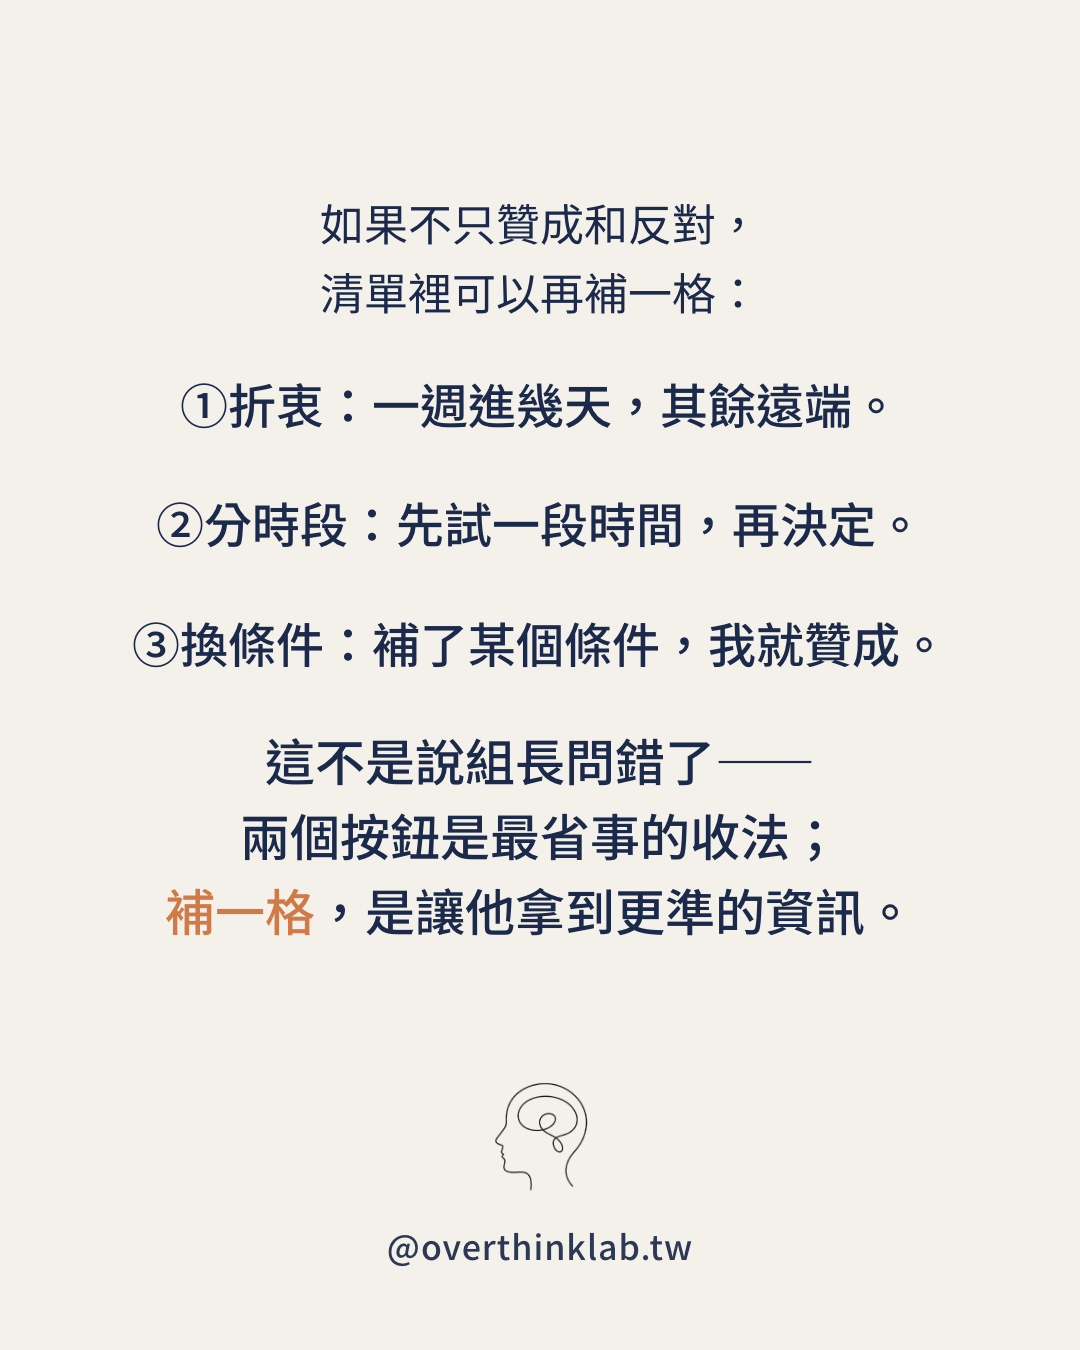 如果不只贊成和反對，
清單裡可以再補一格：
①折衷：一週進幾天，其餘遠端。
②分時段：先試一段時間，再決定。
③換條件：補了某個條件，我就贊成。
這不是說組長問錯了——
兩個按鈕是最省事的收法；
補一格，是讓他拿到更準的資訊。
@overthinklab.tw